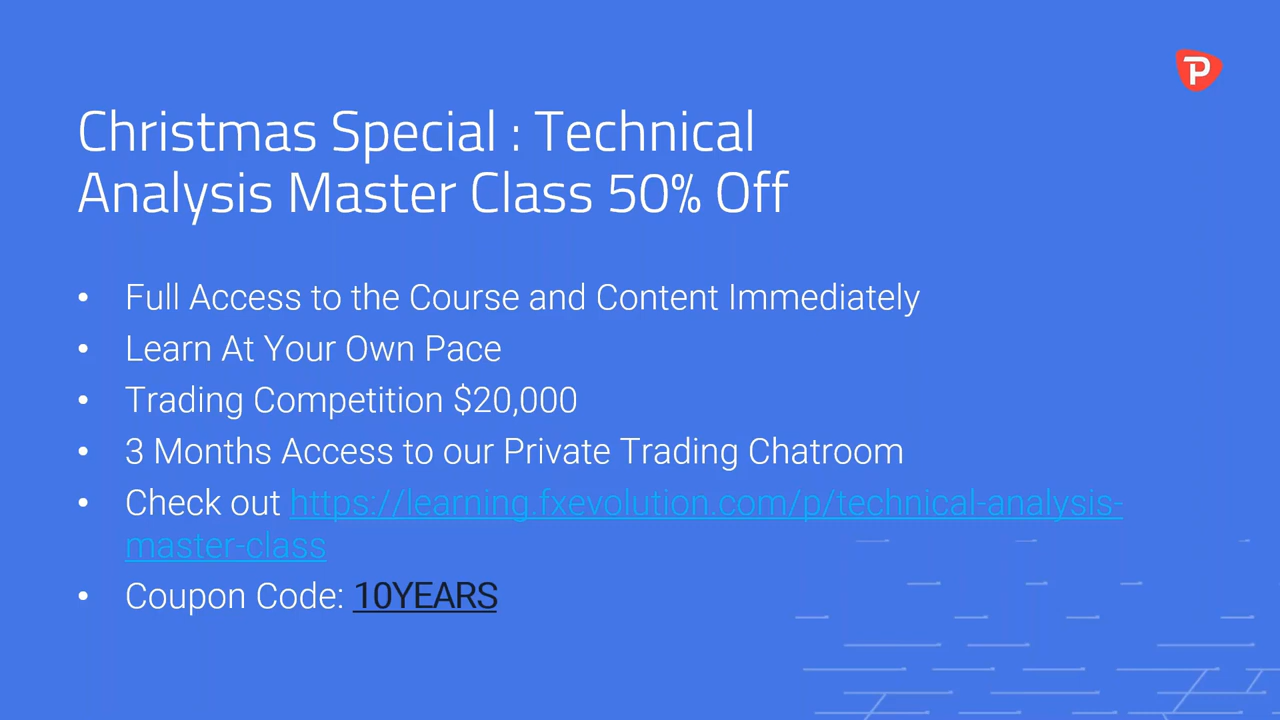 P
Christmas Special : Technical
Analysis Master Class 50% Off
• Full Access to the Course and Content Immediately
• Learn At Your Own Pace
• Trading Competition $20,000
• 3 Months Access to our Private Trading Chatroom
• Check out https://learning.fxevolution.com/p/technical-analysis-
master-class
• Coupon Code: 10YEARS